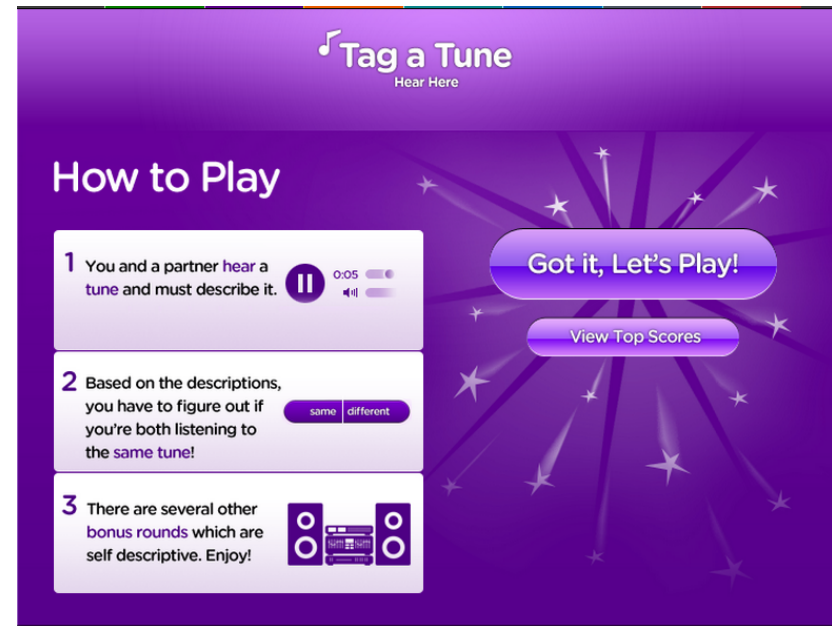 Tag a Tune
Hear Here
How to Play
1 You and a partner hear a
tune and must describe it.
0:05
2 Based on the descriptions,
you have to figure out if
you're both listening to
the same tune!
same different
3 There are several other
bonus rounds which are
self descriptive. Enjoy!
Got it, Let's Play!
View Top Scores